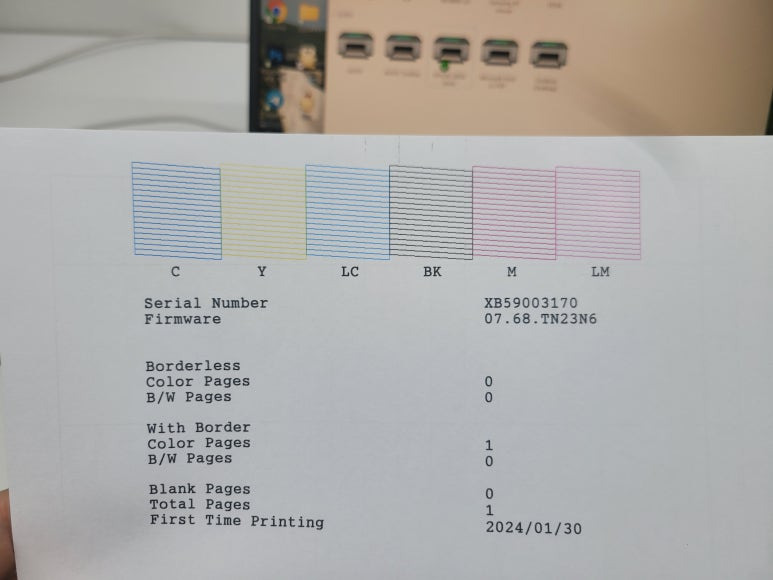 C Y LC BK M LM
Serial Number XB59003170
Firmware 07.68.TN23N6
Borderless
Color Pages 0
B/W Pages 0
With Border
Color Pages 1
B/W Pages 0
Blank Pages 0
Total Pages 1
First Time Printing 2024/01/30